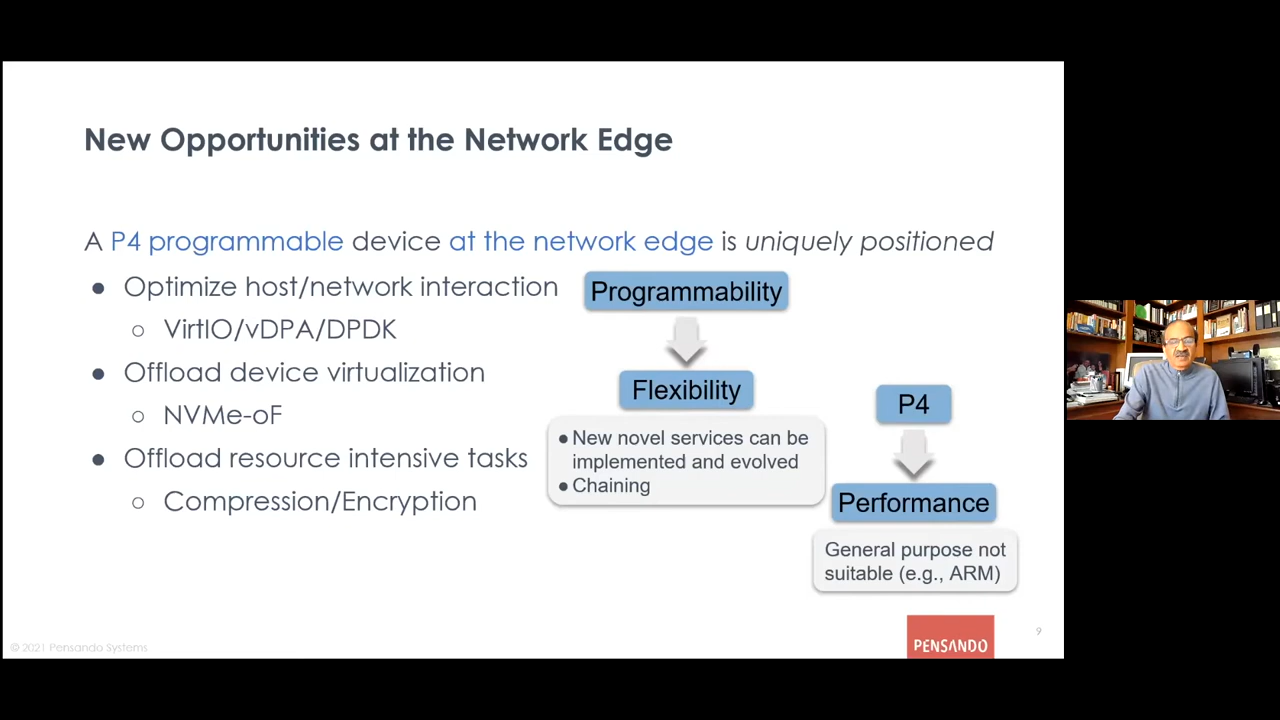 New Opportunities at the Network Edge
A P4 programmable device at the network edge is uniquely positioned
● Optimize host/network interaction
○ VirtIO/vDPA/DPDK
● Offload device virtualization
○ NVMe-oF
● Offload resource intensive tasks
○ Compression/Encryption
Programmability
Flexibility
● New novel services can be
implemented and evolved
● Chaining
P4
Performance
General purpose not
suitable (e.g., ARM)
© 2021 Pensando Systems
PENSANDO
9